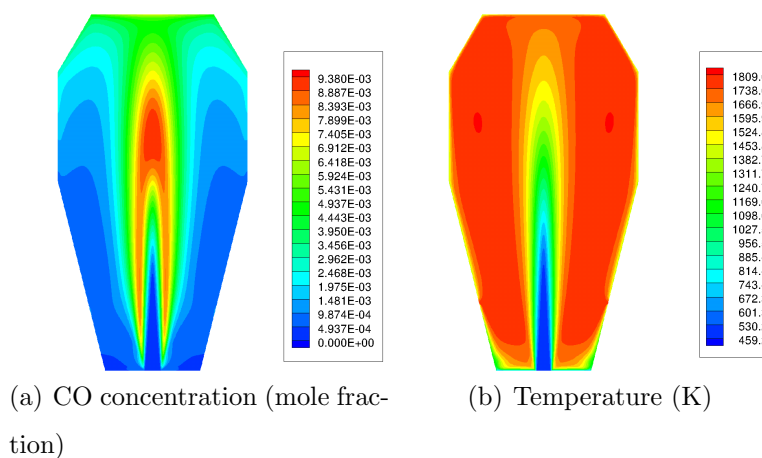 9.380E-03
8.887E-03
8.393E-03
7.899E-03
7.405E-03
6.912E-03
6.418E-03
5.924E-03
5.431E-03
4.937E-03
4.443E-03
3.950E-03
3.456E-03
2.962E-03
2.468E-03
1.975E-03
1.481E-03
9.874E-04
4.937E-04
0.000E+00
(a) CO concentration (mole frac-
tion)
1809.
1738.
1666.
1595.
1524.
1453.
1382.
1311.
1240.
1169.
1098.
1027.
956.
885.
814.
743.
672.
601.
530.
459.
(b) Temperature (K)